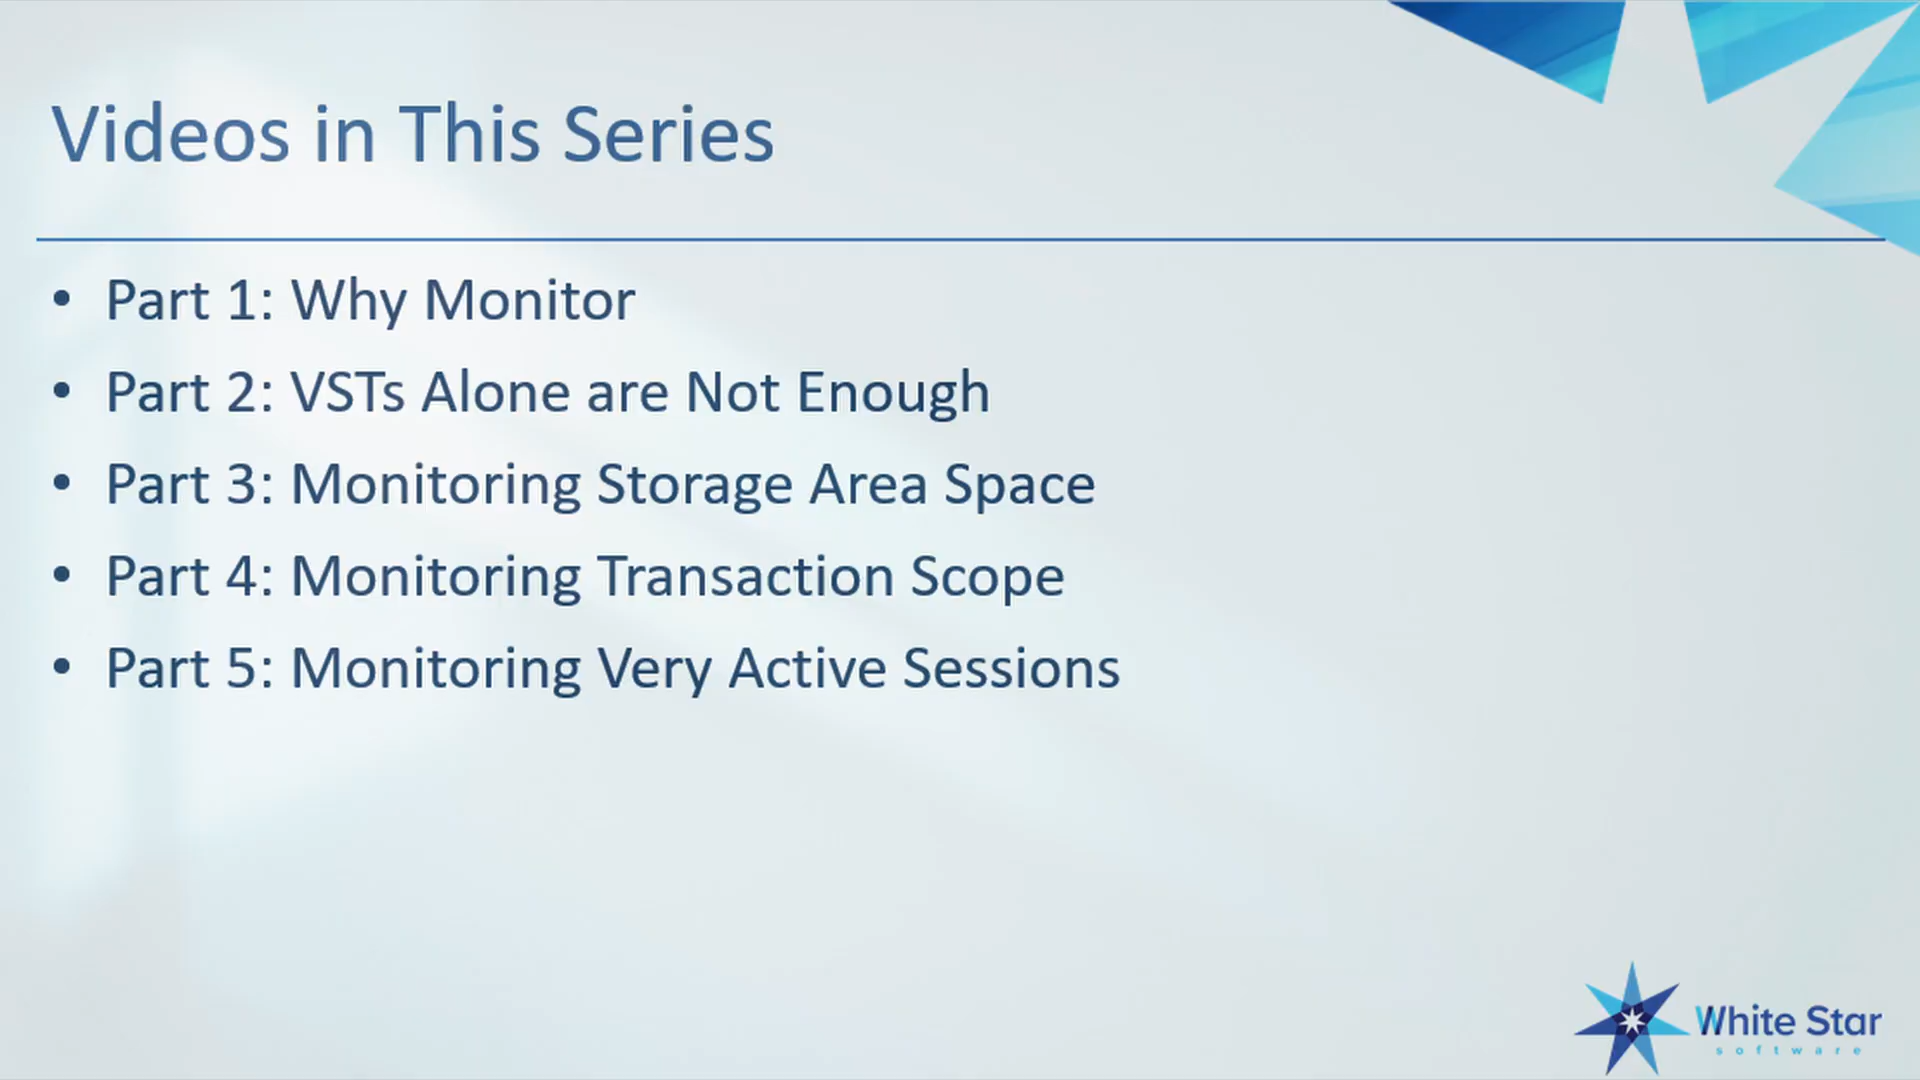 Videos in This Series
• Part 1: Why Monitor
• Part 2: VSTs Alone are Not Enough
• Part 3: Monitoring Storage Area Space
• Part 4: Monitoring Transaction Scope
• Part 5: Monitoring Very Active Sessions
White Star
software